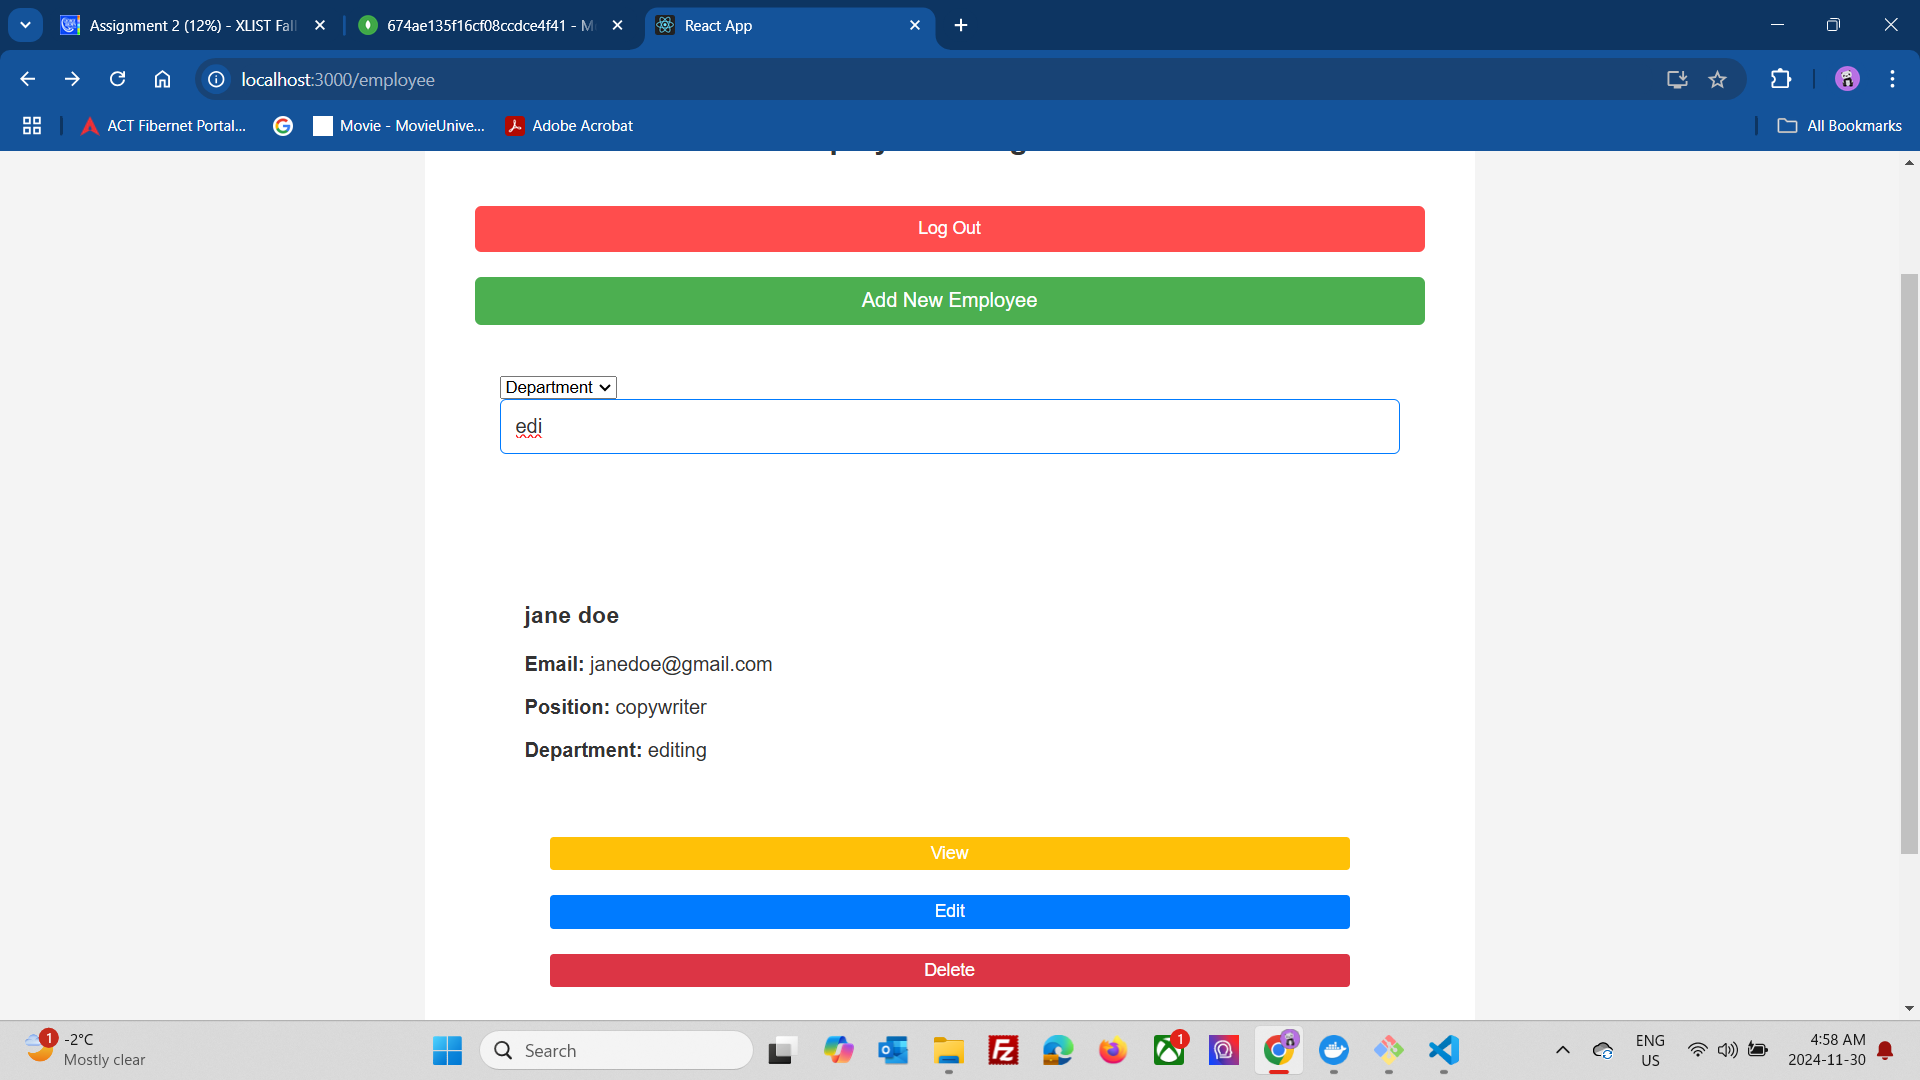 Assignment 2 (12%) - XLIST Fall
674ae135f16cf08ccdce4f41 - M
React App
localhost:3000/employee
ACT Fibernet Portal...
Movie - MovieUnive...
Adobe Acrobat
All Bookmarks
Log Out
Add New Employee
Department
edi
jane doe
Email: janedoe@gmail.com
Position: copywriter
Department: editing
View
Edit
Delete
1
-2°C
Mostly clear
Search
1
ENG
US
4:58 AM
2024-11-30